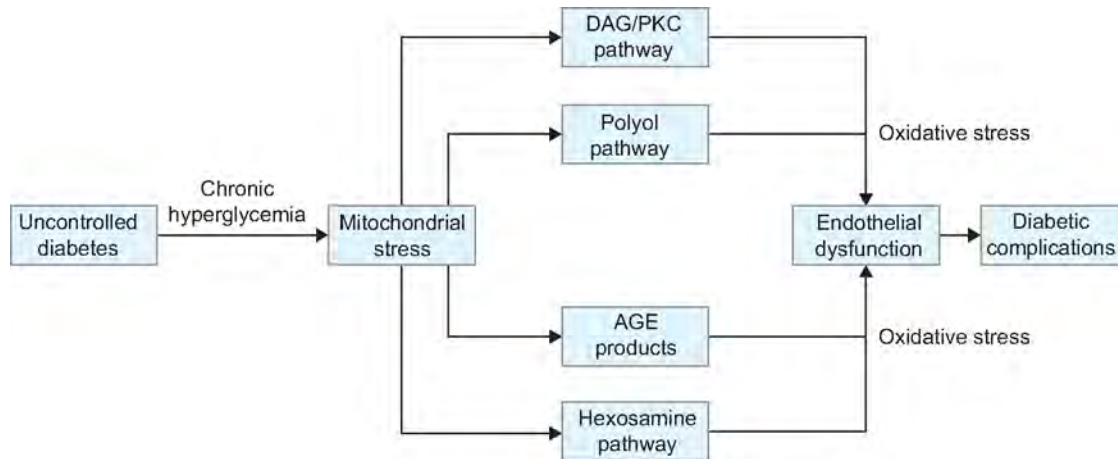 DAG/PKC
pathway
Polyol
pathway
Oxidative stress
Chronic
hyperglycemia
Uncontrolled
diabetes
Mitochondrial
stress
Endothelial
dysfunction
Diabetic
complications
AGE
products
Oxidative stress
Hexosamine
pathway